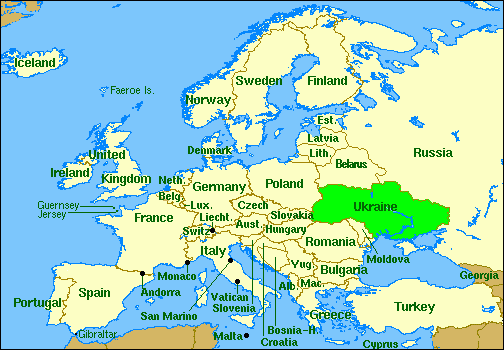 Iceland
Faeroe Is.
Sweden
Finland
Norway
Est.
Latvia
Lith
Denmark
Russia
United
Kingdom
Ireland
Belarus
Neth
Belg
Germany
Poland
Guernsey
Jersey
Lux.
Czech
Ukraine
France
Liecht.
Slovakia
Switz
Aust.
Hungary
Romania
Moldova
Italy
Yug
Bulgaria
Georgia
Monaco
Andorra
Alb
Mac
Portugal
Spain
Vatican
Slovenia
San Marino
Turkey
Greece
Gibraltar
Malta
Bosnia-H.
Croatia
Cyprus